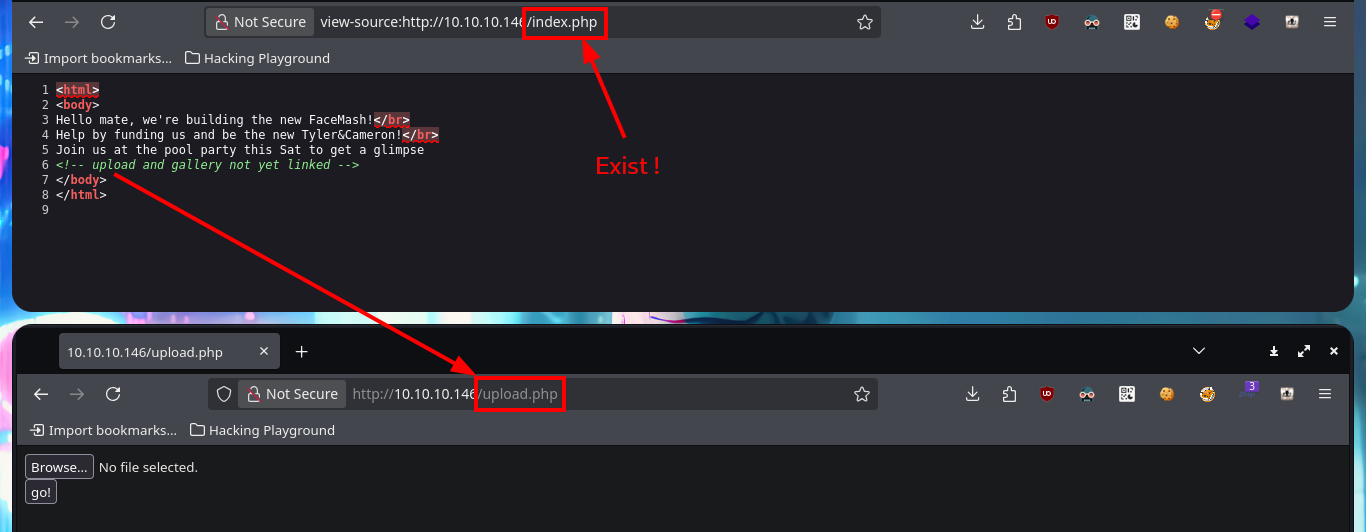 Not Secure view-source:http://10.10.10.146/index.php
Import bookmarks... Hacking Playground
1 <html>
2 <body>
3 Hello mate, we're building the new FaceMash!</br>
4 Help by funding us and be the new Tyler&Cameron!</br>
5 Join us at the pool party this Sat to get a glimpse
6 <!-- upload and gallery not yet linked -->
7 </body>
8 </html>
9
Exist !
10.10.10.146/upload.php
Not Secure http://10.10.10.146/upload.php
3
Import bookmarks... Hacking Playground
Browse... No file selected.
go!